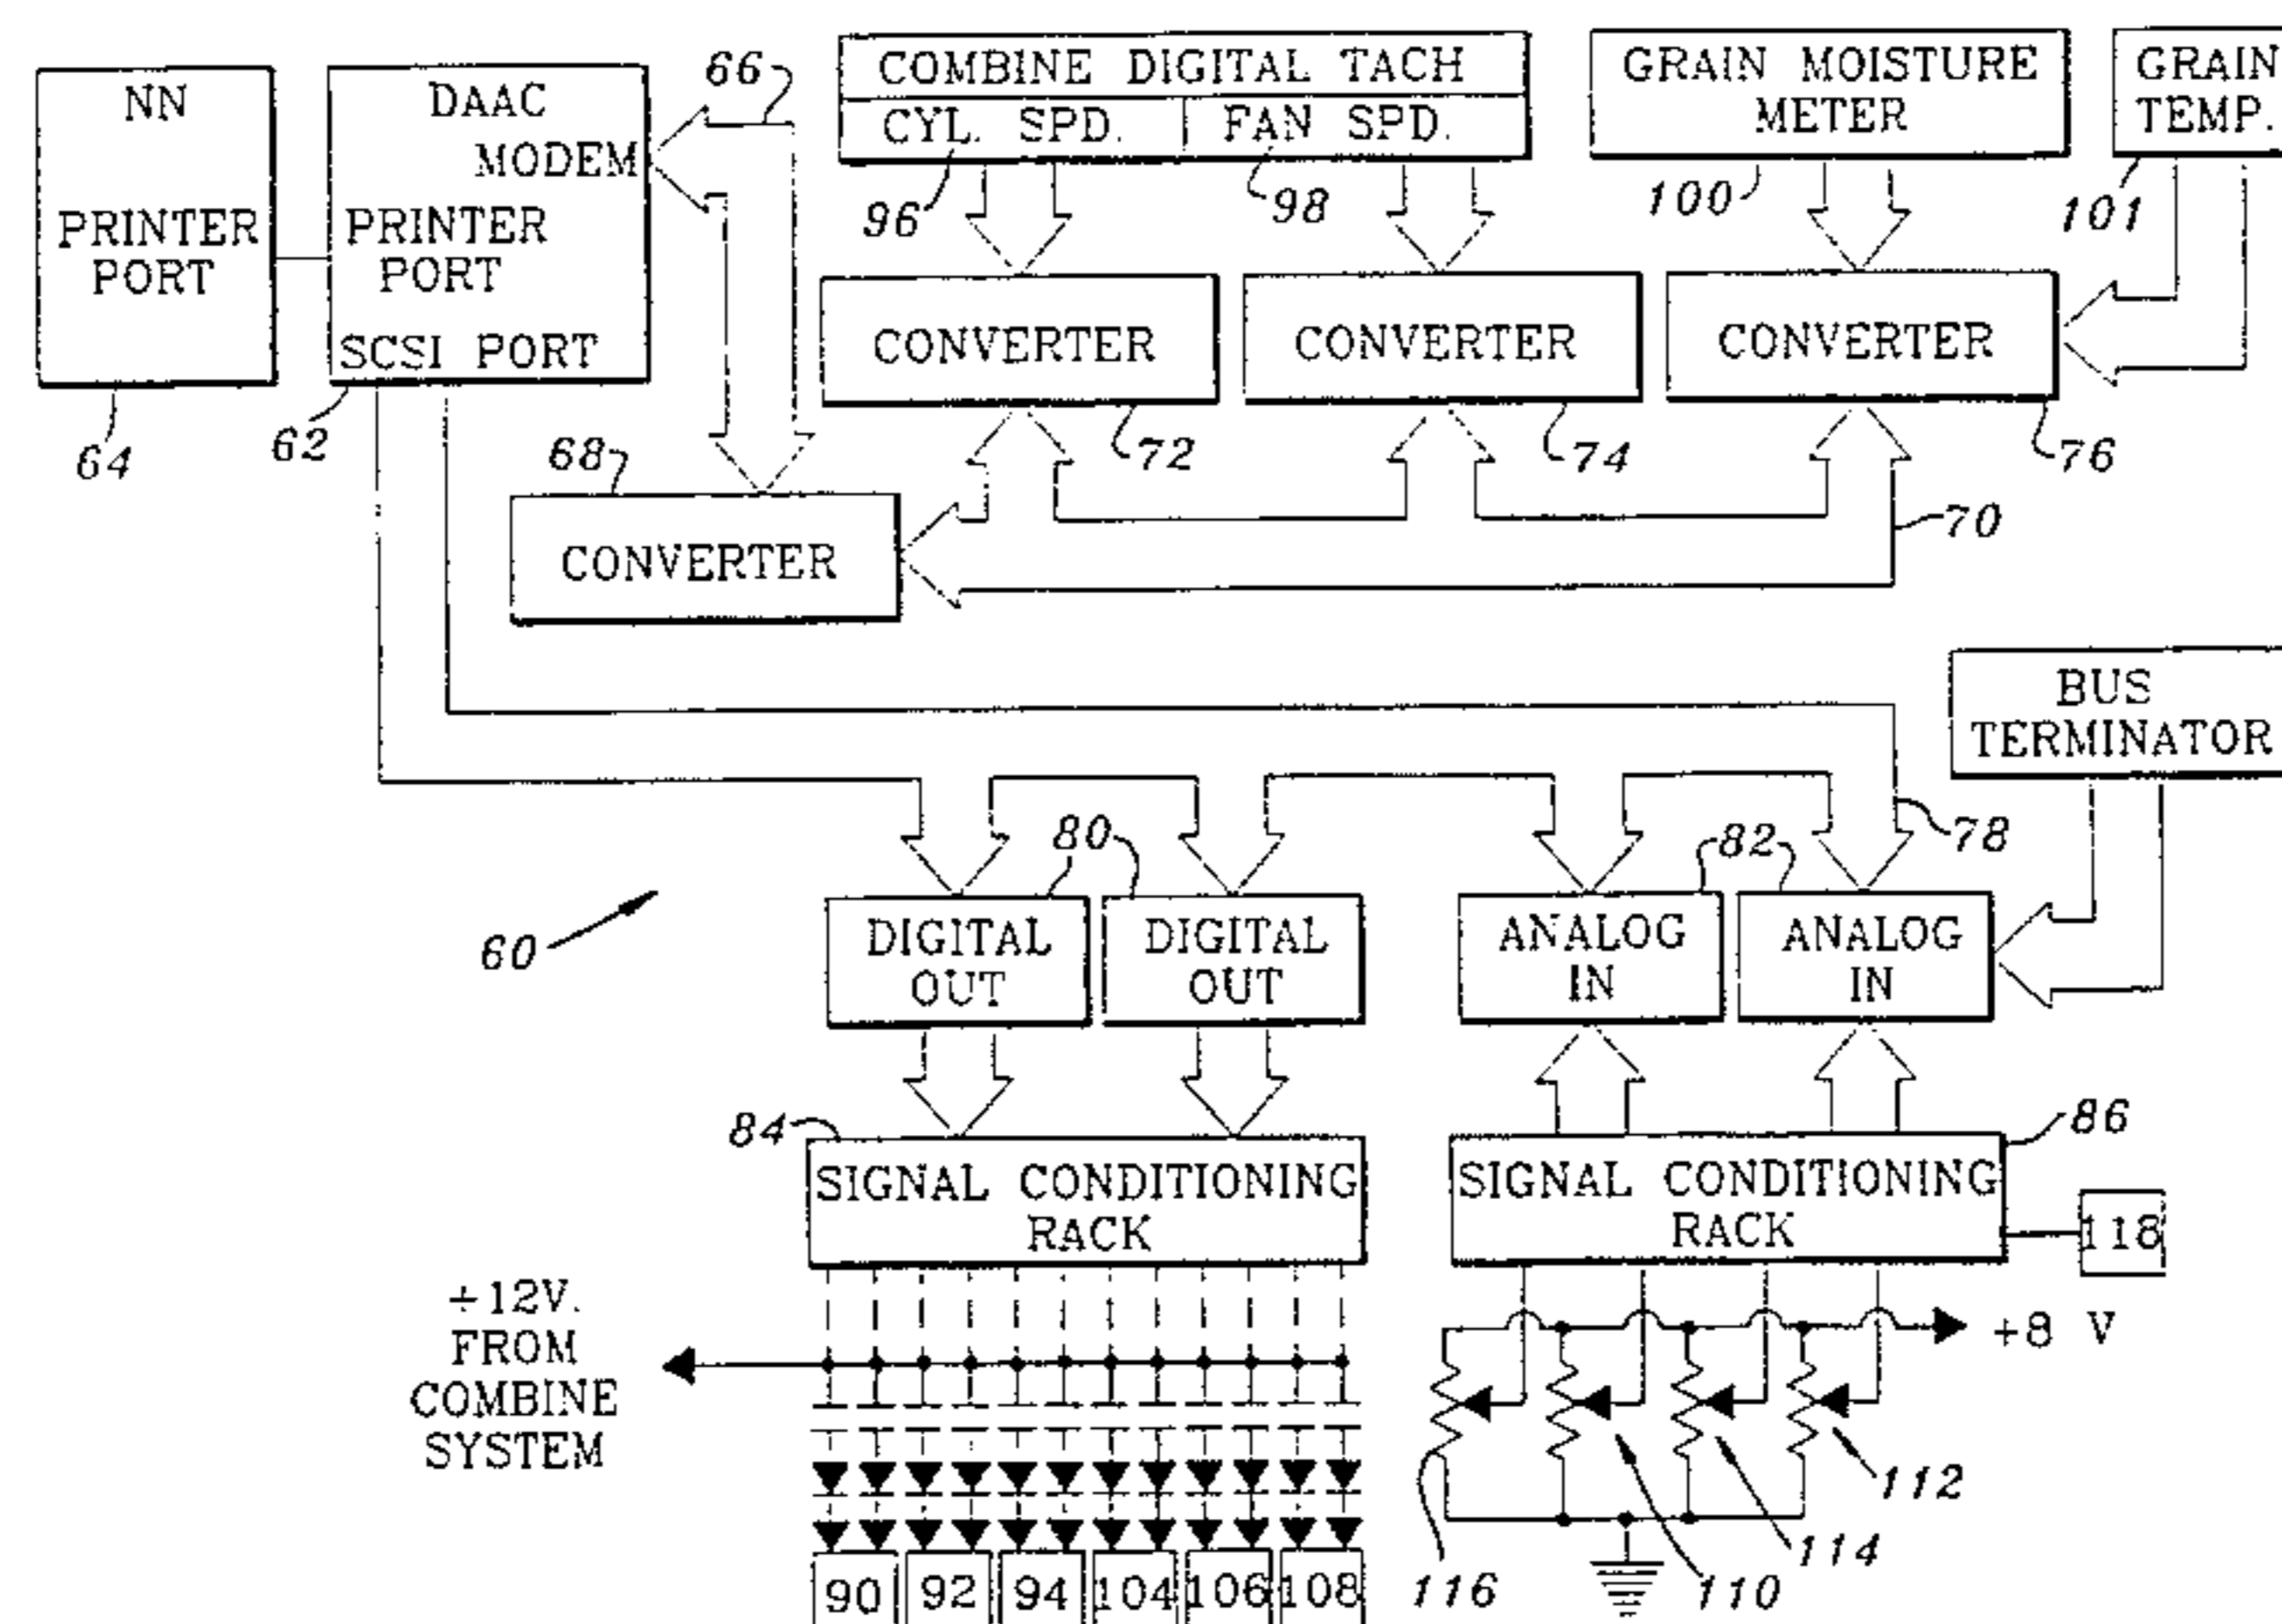 NN
PRINTER
PORT
64
DAAC
MODEM
PRINTER
PORT
SCSI PORT
62
66
COMBINE DIGITAL TACH
CYL. SPD.
FAN SPD.
96
98
GRAIN MOISTURE
METER
100
GRAIN
TEMP.
101
CONVERTER
72
CONVERTER
74
CONVERTER
76
68
CONVERTER
70
BUS
TERMINATOR
78
60
80
82
DIGITAL
OUT
DIGITAL
OUT
ANALOG
IN
ANALOG
IN
84
SIGNAL CONDITIONING
RACK
86
SIGNAL CONDITIONING
RACK
118
+12V.
FROM
COMBINE
SYSTEM
+8 V
112
114
110
116
90
92
94
104
106
108